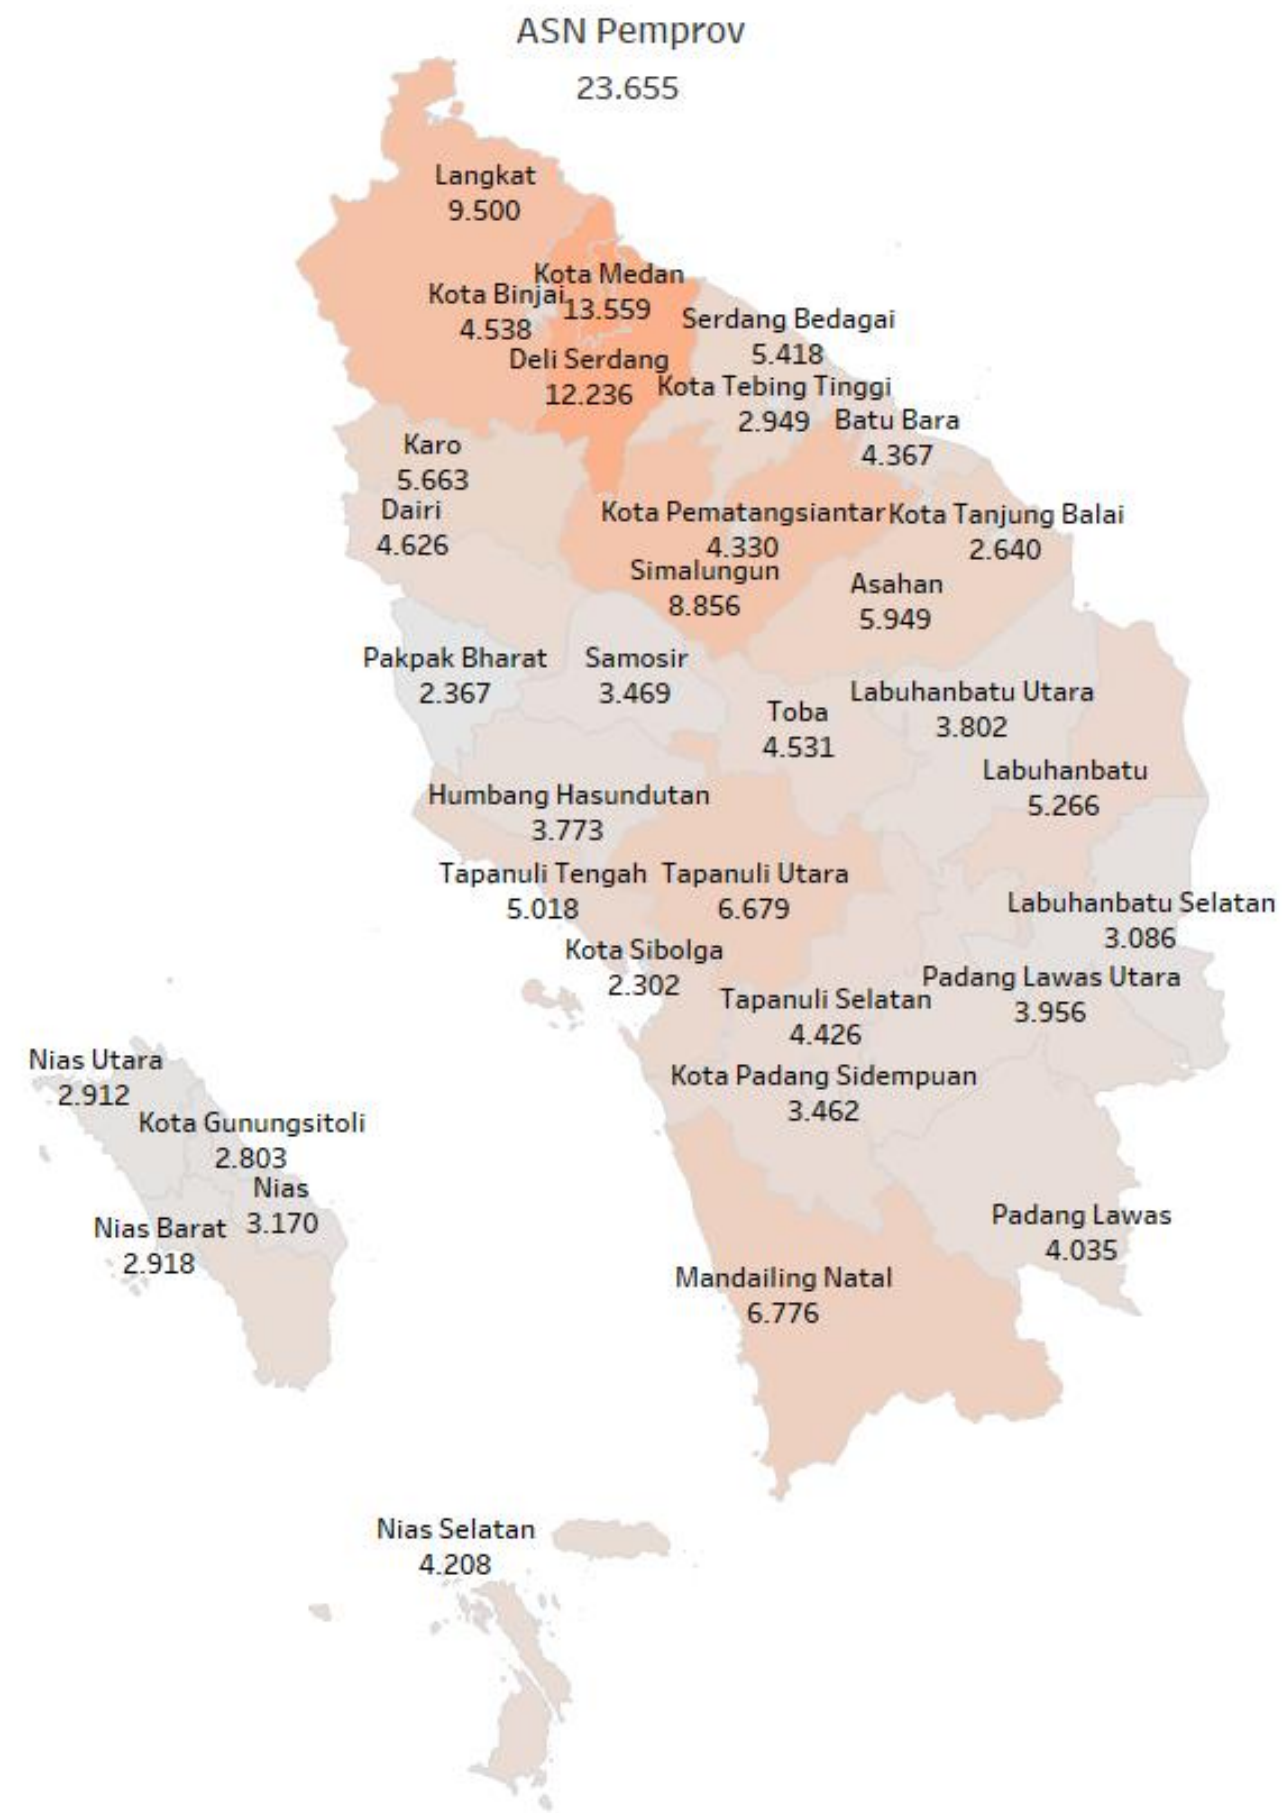 ASN Pemprov
23.655
Langkat
9.500
Kota Medan
13.559
Kota Binjai
4.538
Serdang Bedagai
5.418
Deli Serdang
12.236
Kota Tebing Tinggi
2.949
Batu Bara
4.367
Karo
5.663
Dairi
4.626
Kota Pematangsiantar
4.330
Kota Tanjung Balai
2.640
Simalungun
8.856
Asahan
5.949
Pakpak Bharat
2.367
Samosir
3.469
Labuhanbatu Utara
3.802
Toba
4.531
Labuhanbatu
5.266
Humbang Hasundutan
3.773
Tapanuli Tengah
5.018
Tapanuli Utara
6.679
Labuhanbatu Selatan
3.086
Kota Sibolga
2.302
Padang Lawas Utara
3.956
Tapanuli Selatan
4.426
Nias Utara
2.912
Kota Padang Sidempuan
3.462
Kota Gunungsitoli
2.803
Nias
3.170
Nias Barat
2.918
Padang Lawas
4.035
Mandailing Natal
6.776
Nias Selatan
4.208